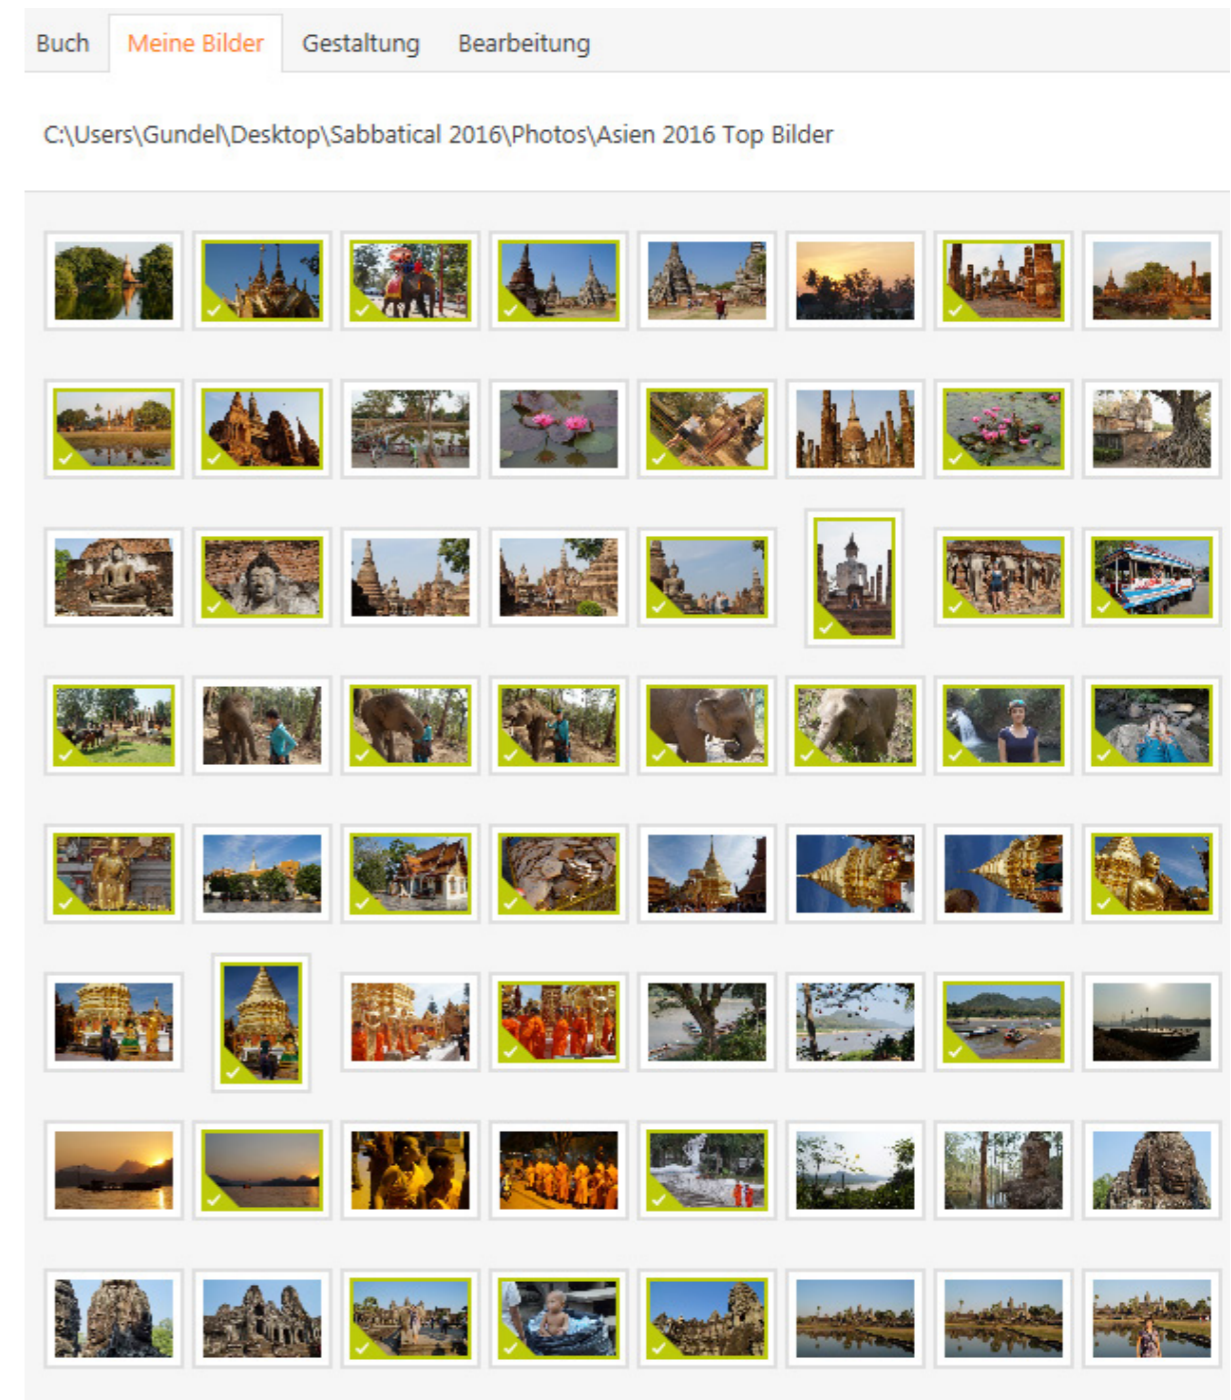 Buch Meine Bilder Gestaltung Bearbeitung
C:\Users\Gundel\Desktop\Sabbatical 2016\Photos\Asien 2016 Top Bilder